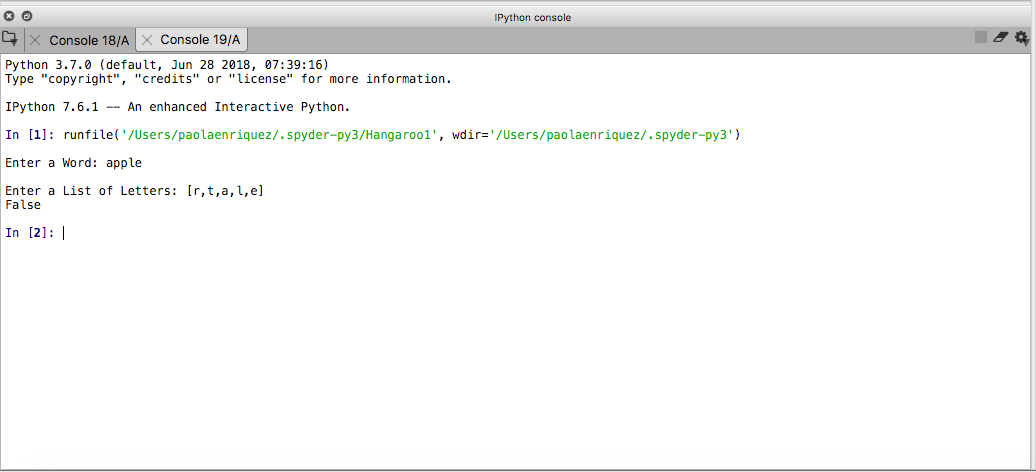 IPython console
Console 18/A
Console 19/A
Python 3.7.0 (default, Jun 28 2018, 07:39:16)
Type "copyright", "credits" or "license" for more information.
IPython 7.6.1 -- An enhanced Interactive Python.
In [1]: runfile('/Users/paolaenriquez/.spyder-py3/Hangaroo1', wdir='/Users/paolaenriquez/.spyder-py3')
Enter a Word: apple
Enter a List of Letters: [r,t,a,l,e]
False
In [2]: